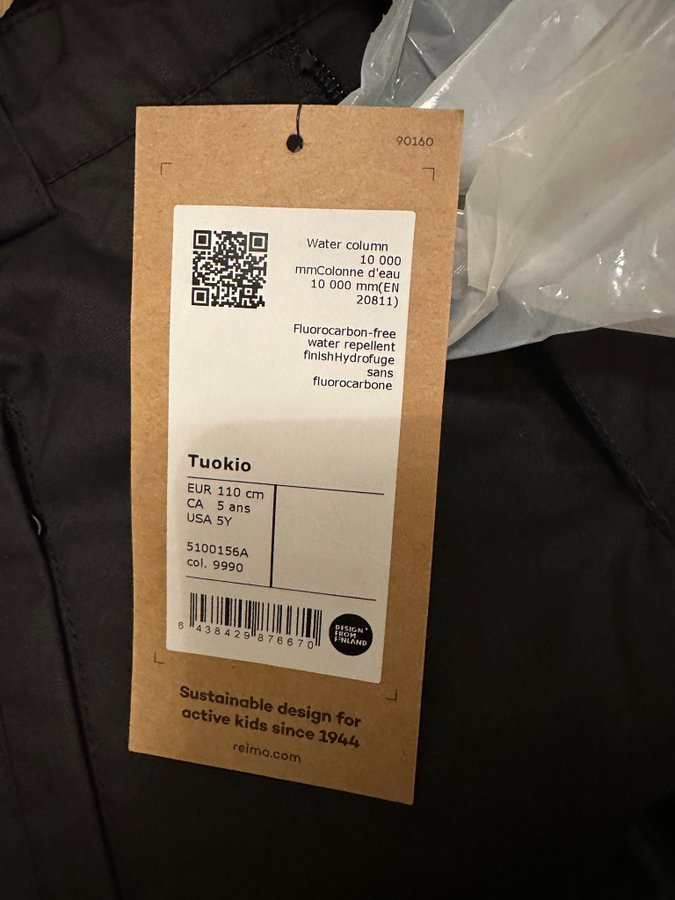 90160
Water column
10 000
mmColonne d'eau
10 000 mm(EN
20811)
Fluorocarbon-free
water repellent
finishHydrofuge
sans
fluorocarbone
Tuokio
EUR 110 cm
CA 5 ans
USA 5Y
5100156A
col. 9990
6 438429 876670
DESIGN
FROM
FINLAND
Sustainable design for
active kids since 1944
reima.com